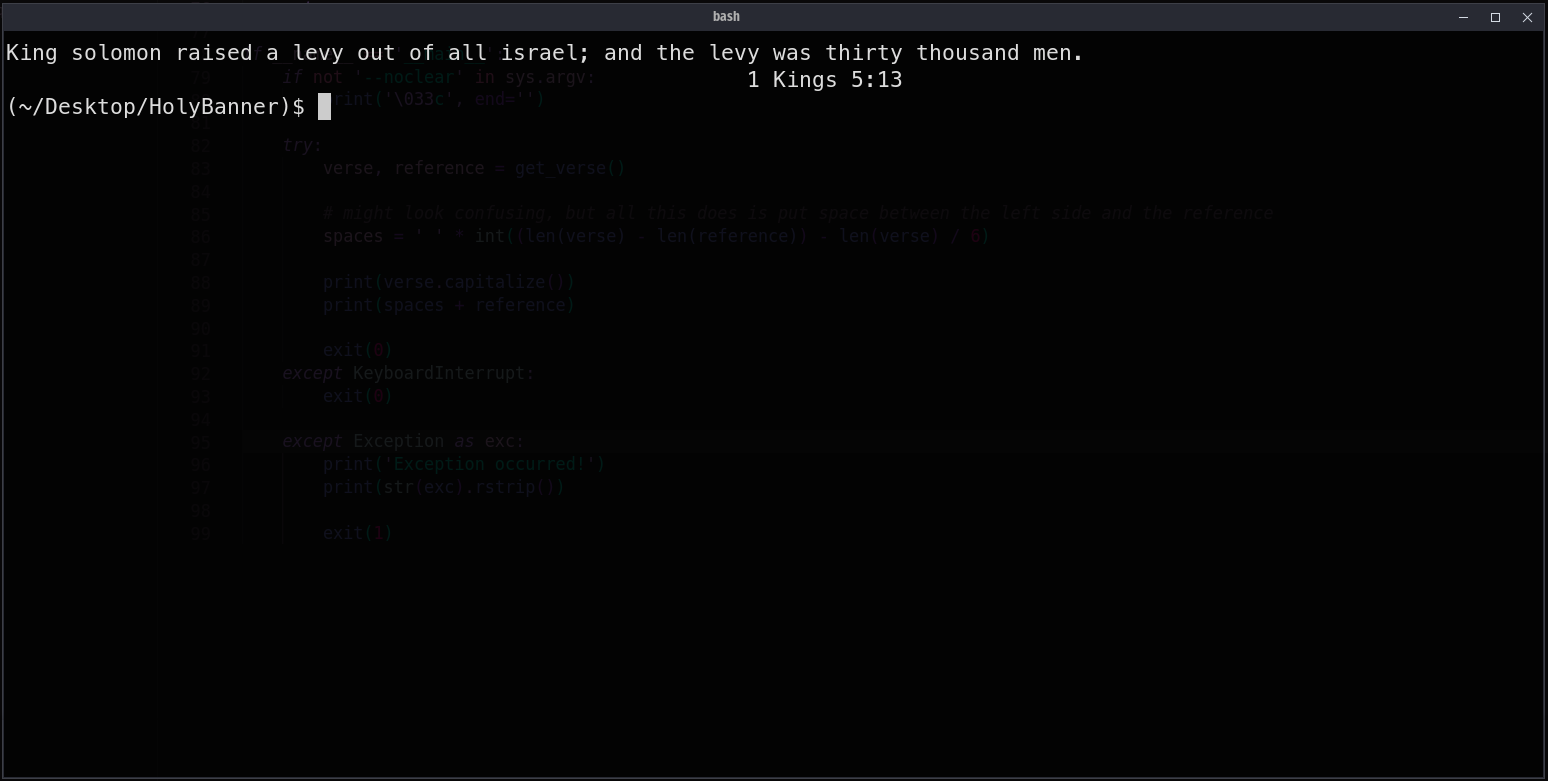 bash
King solomon raised a levy out of all israel; and the levy was thirty thousand men.
79 if not '--noclear' in sys.argv:
1 Kings 5:13
print('\033c', end='')
(~/Desktop/HolyBanner)$
82 try:
83 verse, reference = get_verse()
84
85 # might look confusing, but all this does is put space between the left side and the reference
86 spaces = ' ' * int((len(verse) - len(reference)) - len(verse) / 6)
87
88 print(verse.capitalize())
89 print(spaces + reference)
90
91 exit(0)
92 except KeyboardInterrupt:
93 exit(0)
94
95 except Exception as exc:
96 print('Exception occurred!')
97 print(str(exc).rstrip())
98
99 exit(1)